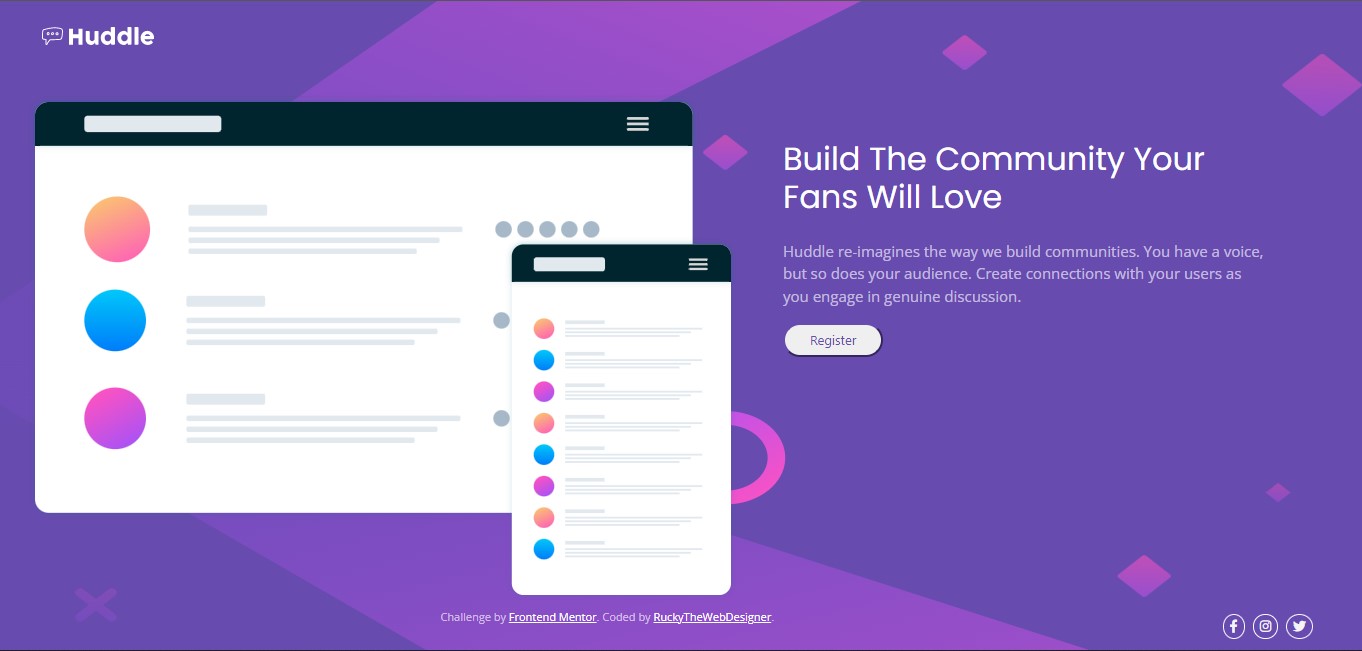 Huddle
Build The Community Your
Fans Will Love
Huddle re-imagines the way we build communities. You have a voice,
but so does your audience. Create connections with your users as
you engage in genuine discussion.
Register
Challenge by Frontend Mentor. Coded by RuckyTheWebDesigner.